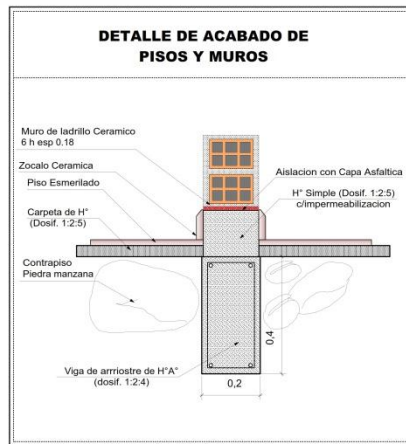 DETALLE DE ACABADO DE
PISOS Y MUROS
Muro de ladrillo Ceramico
6 h esp 0.18
Zocalo Ceramica
Piso Esmerilado
Carpeta de H°
(Dosif. 1:2:5)
Contrapiso
Piedra manzana
Aislacion con Capa Asfaltica
H° Simple (Dosif. 1:2:5)
c/impermeabilizacion
Viga de arrriostre de H°A°
(dosif. 1:2:4)
0,2
0,4